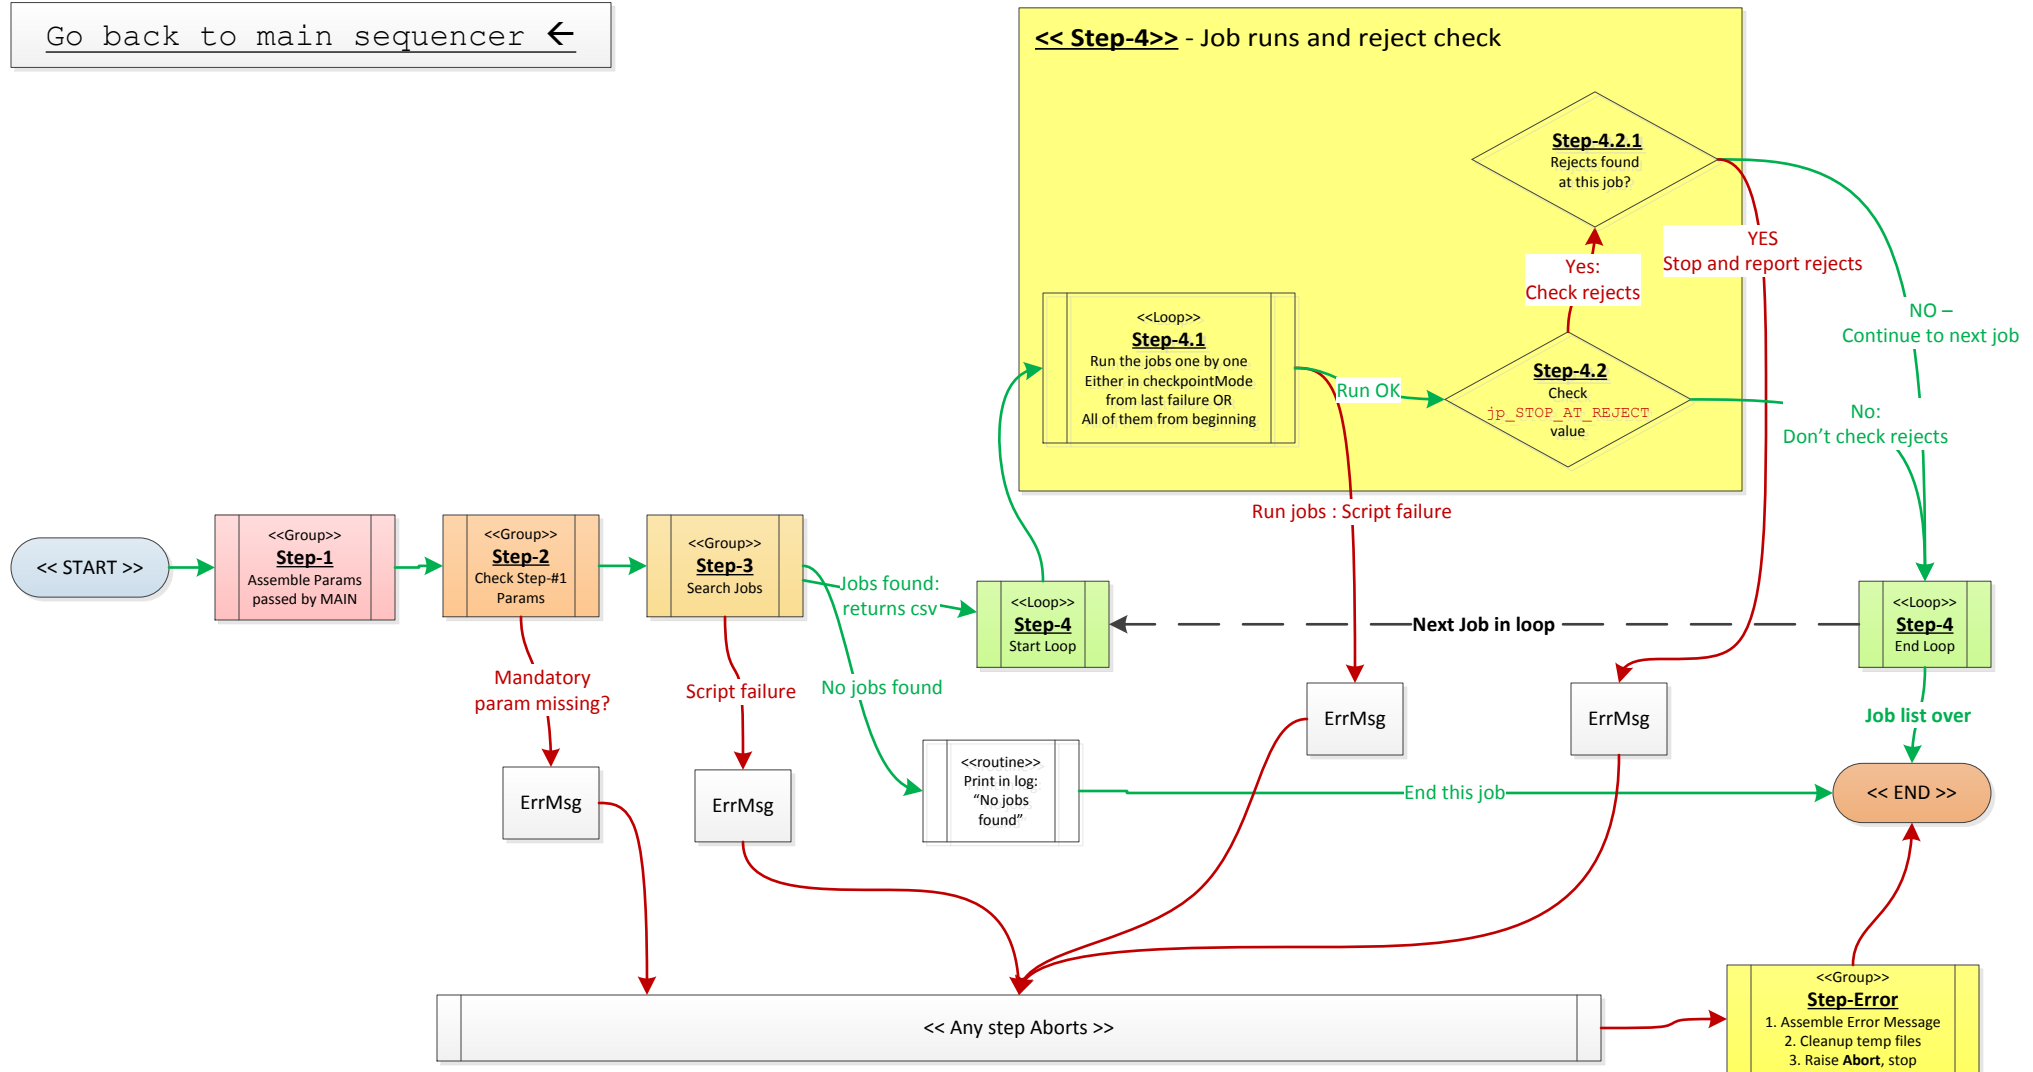 Go back to main sequencer ←
<< Step-4>> - Job runs and reject check
Step-4.2.1
Rejects found
at this job?
YES
Stop and report rejects
Yes:
Check rejects
NO –
Continue to next job
<<Loop>>
Step-4.1
Run the jobs one by one
Either in checkpointMode
from last failure OR
All of them from beginning
Run OK
Step-4.2
Check
jp_STOP_AT_REJECT
value
No:
Don't check rejects
Run jobs : Script failure
<< START >>
<<Group>>
Step-1
Assemble Params
passed by MAIN
<<Group>>
Step-2
Check Step-#1
Params
<<Group>>
Step-3
Search Jobs
Jobs found:
returns csv
<<Loop>>
Step-4
Start Loop
Next Job in loop
<<Loop>>
Step-4
End Loop
Mandatory
param missing?
Script failure
No jobs found
Job list over
ErrMsg
ErrMsg
ErrMsg
ErrMsg
<<routine>>
Print in log:
“No jobs
found”
End this job
<< END >>
<< Any step Aborts >>
<<Group>>
Step-Error
1. Assemble Error Message
2. Cleanup temp files
3. Raise Abort, stop